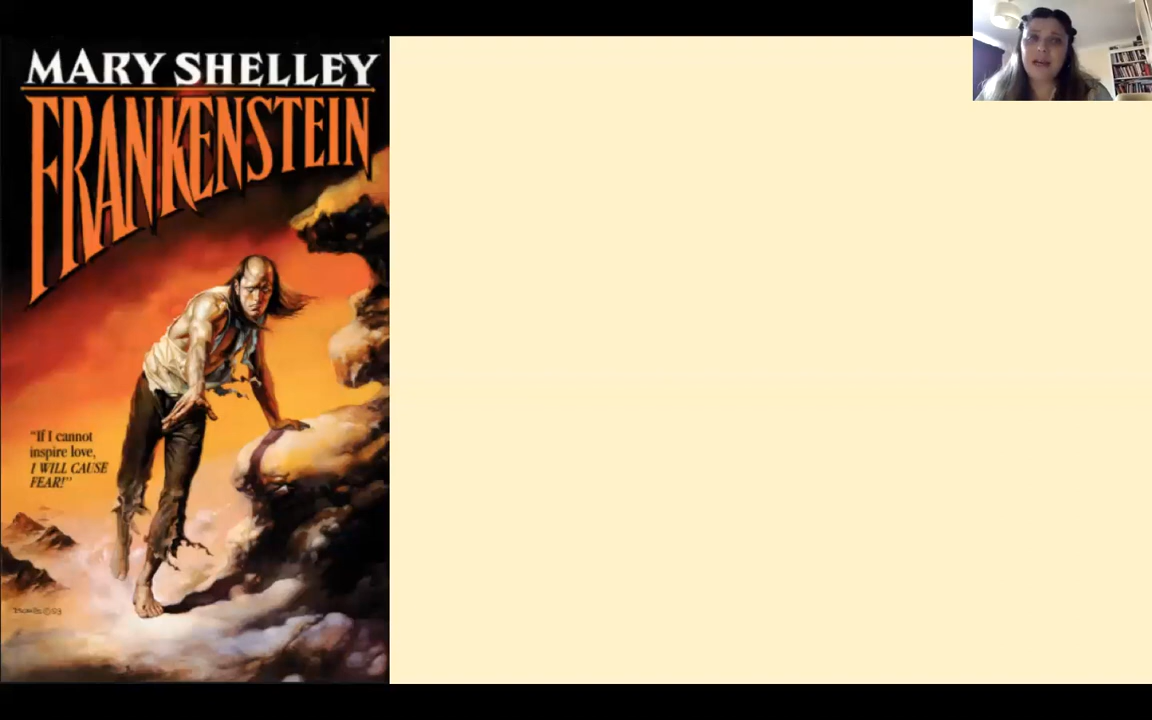 MARY SHELLEY
FRANKENSTEIN
"If I cannot
inspire love,
I WILL CAUSE
FEAR!"